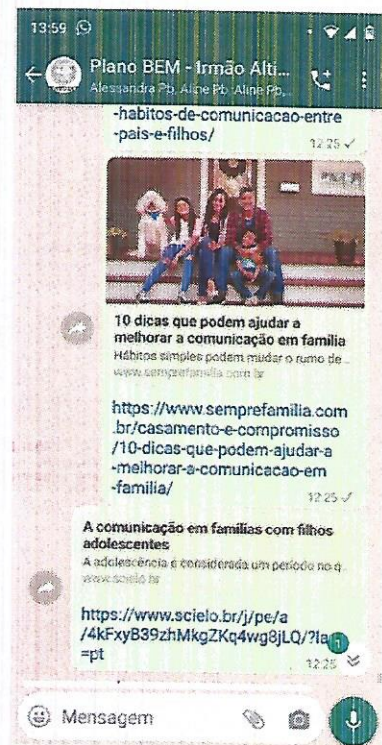 13:59
Plano BEM - Irmão Alti...
Alessandra Pb, Aline Pb, Aline Pb,...
-habitos-de-comunicacao-entre
-pais-e-filhos/
12:25
10 dicas que podem ajudar a
melhorar a comunicação em família
Hábitos simples podem mudar o rumo de...
www.semprefamilia.com.br
https://www.semprefamilia.com
.br/casamento-e-compromisso
/10-dicas-que-podem-ajudar-a
-melhorar-a-comunicacao-em
-familia/
12:25
A comunicação em famílias com filhos
adolescentes
A adolescência é considerada um período no q...
www.scielo.br
https://www.scielo.br/j/pe/a
/4kFxyB39zhMkgZKq4wg8jLQ/?la
=pt
1
12:25
Mensagem